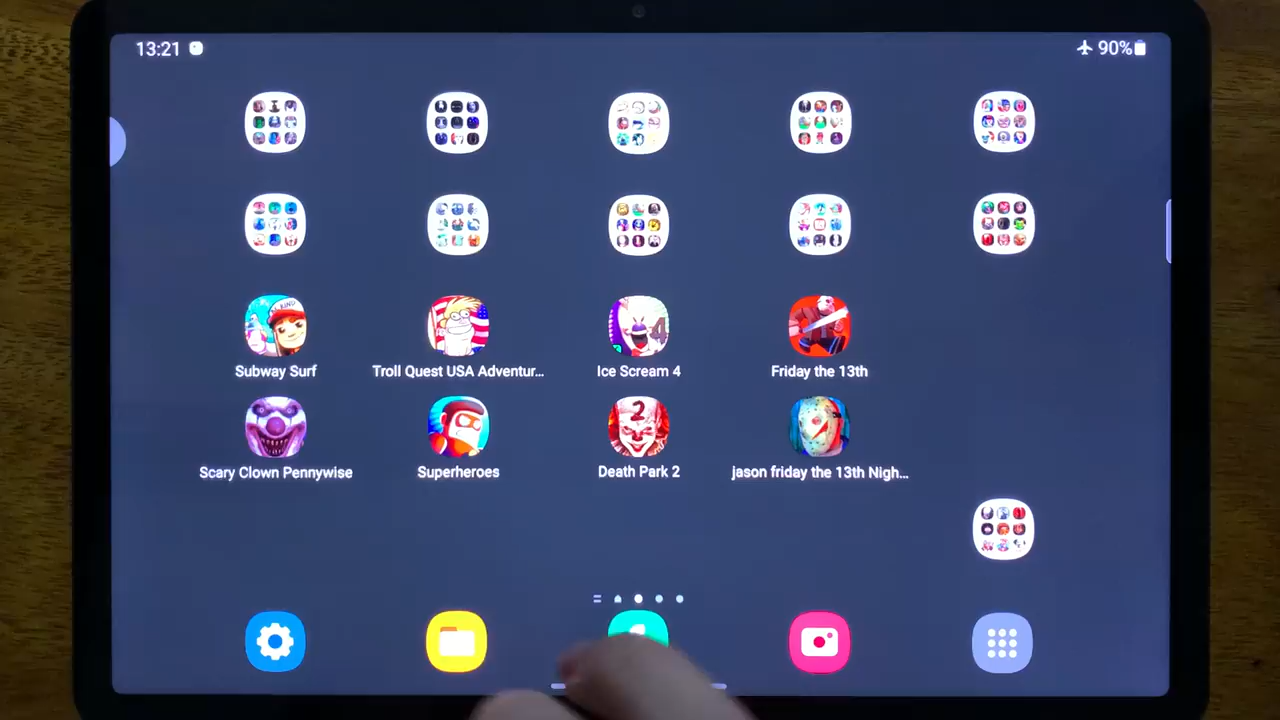 13:21
90%
Subway Surf
Troll Quest USA Adventur...
Ice Scream 4
Friday the 13th
Scary Clown Pennywise
Superheroes
Death Park 2
jason friday the 13th Nigh...